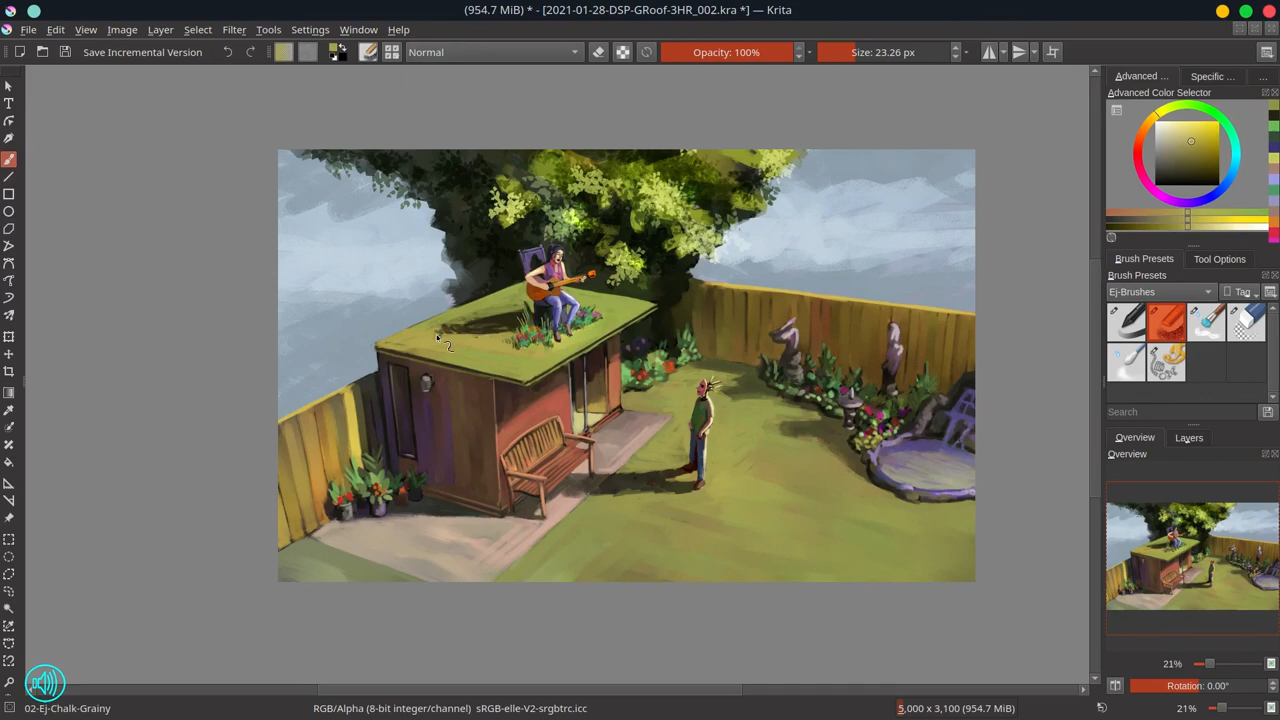 (954.7 MiB) * - [2021-01-28-DSP-GRoof-3HR_002.kra *] — Krita
File Edit View Image Layer Select Filter Tools Settings Window Help
Save Incremental Version Normal Opacity: 100% Size: 23.26 px
Advanced ... Specific ... ...
Advanced Color Selector
Brush Presets Tool Options
Brush Presets
Ej-Brushes Tag
Search
Overview Layers
Overview
21%
Rotation: 0.00°
02-Ej-Chalk-Grainy RGB/Alpha (8-bit integer/channel) sRGB-elle-V2-srgbtrc.icc 5,000 x 3,100 (954.7 MiB) 21%